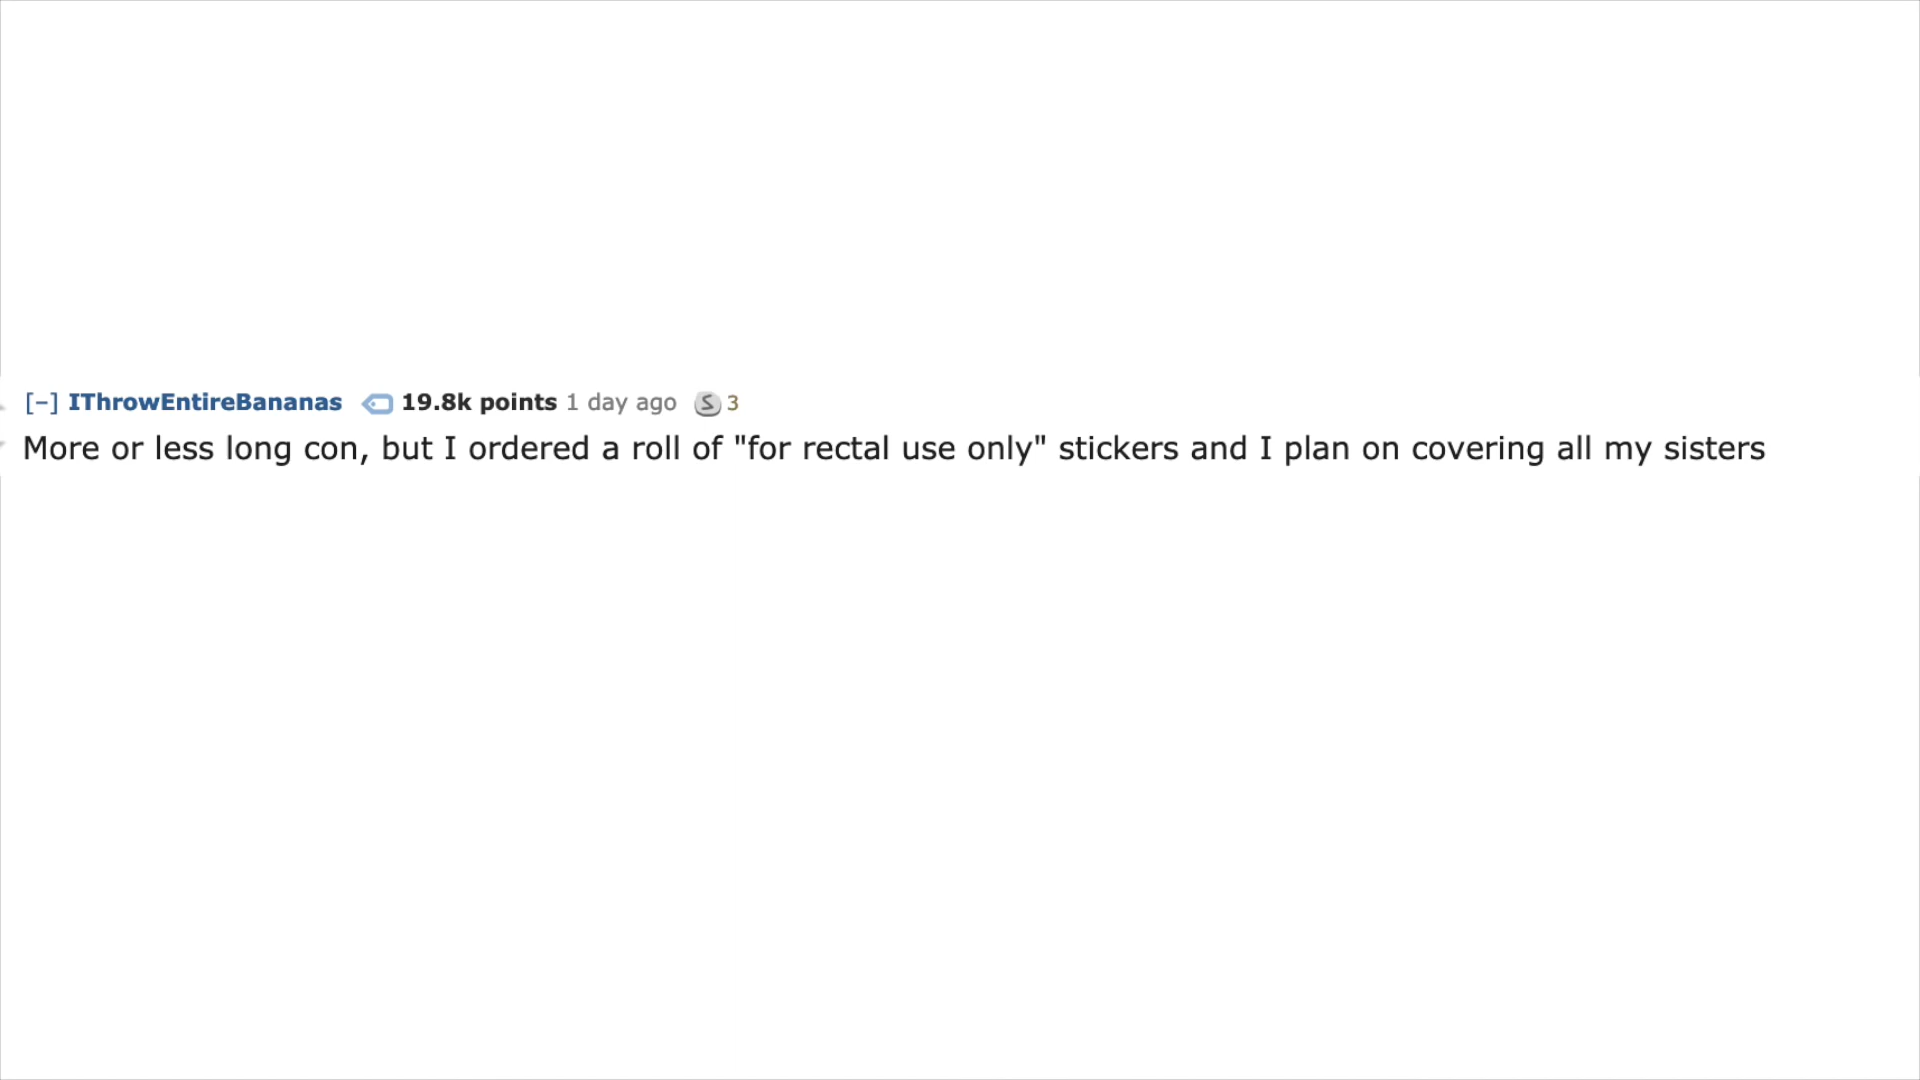 [–] IThrowEntireBananas 19.8k points 1 day ago S 3
More or less long con, but I ordered a roll of "for rectal use only" stickers and I plan on covering all my sisters